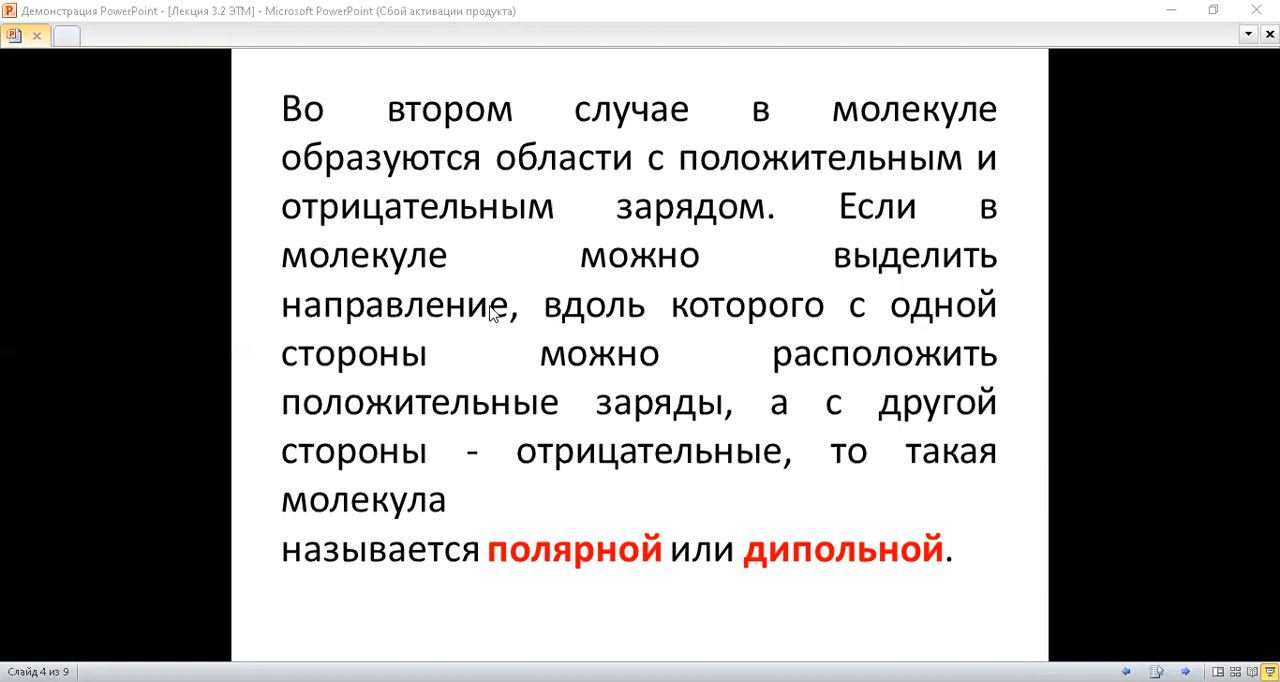 Демонстрация PowerPoint - [Лекция 3.2 ЭТМ] - Microsoft PowerPoint (Сбой активации продукта)
Во втором случае в молекуле
образуются области с положительным и
отрицательным зарядом. Если в
молекуле можно выделить
направление, вдоль которого с одной
стороны можно расположить
положительные заряды, а с другой
стороны - отрицательные, то такая
молекула
называется полярной или дипольной.
Слайд 4 из 9